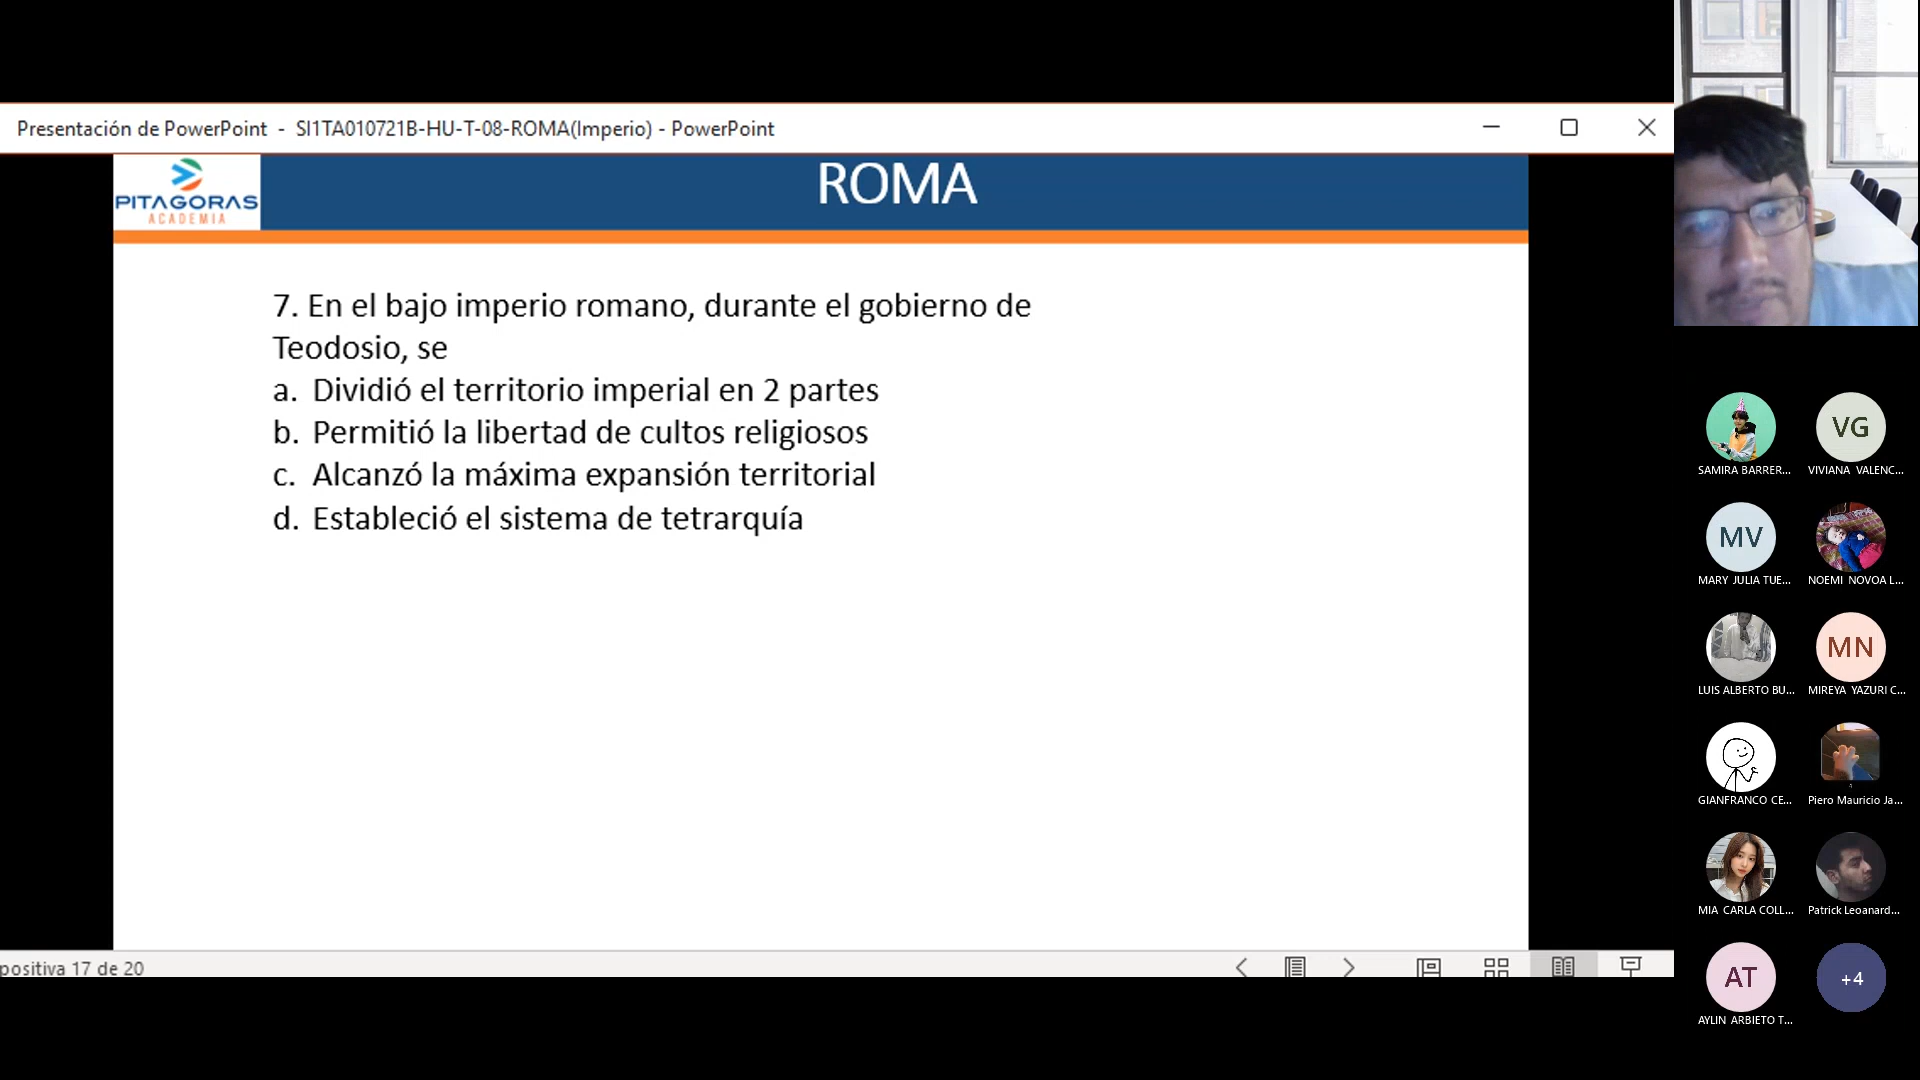 Presentación de PowerPoint - SI1TA010721B-HU-T-08-ROMA(Imperio) - PowerPoint
PITAGORAS
ACADEMIA
ROMA
7. En el bajo imperio romano, durante el gobierno de
Teodosio, se
a. Dividió el territorio imperial en 2 partes
b. Permitió la libertad de cultos religiosos
c. Alcanzó la máxima expansión territorial
d. Estableció el sistema de tetrarquía
positiva 17 de 20
VG
SAMIRA BARRER...
VIVIANA VALENC...
MV
MARY JULIA TUE...
NOEMI NOVOA L...
MN
LUIS ALBERTO BU...
MIREYA YAZURI C...
GIANFRANCO CE...
Piero Mauricio Ja...
MIA CARLA COLL...
Patrick Leoanard...
AT
+4
AYLIN ARBIETO T...